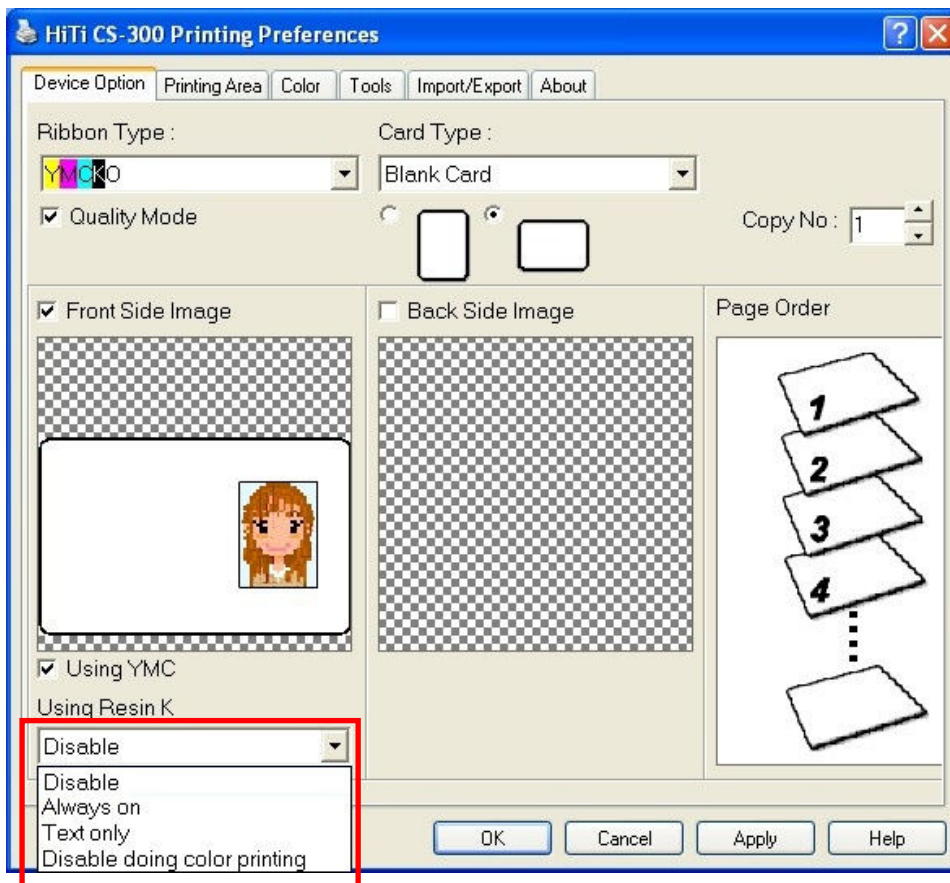 HiTi CS-300 Printing Preferences
Device Option Printing Area Color Tools Import/Export About
Ribbon Type :
YMCKO
Quality Mode
Card Type :
Blank Card
Copy No : 1
Front Side Image
Back Side Image
Page Order
1
2
3
4
Using YMC
Using Resin K
Disable
Disable
Always on
Text only
Disable doing color printing
OK Cancel Apply Help